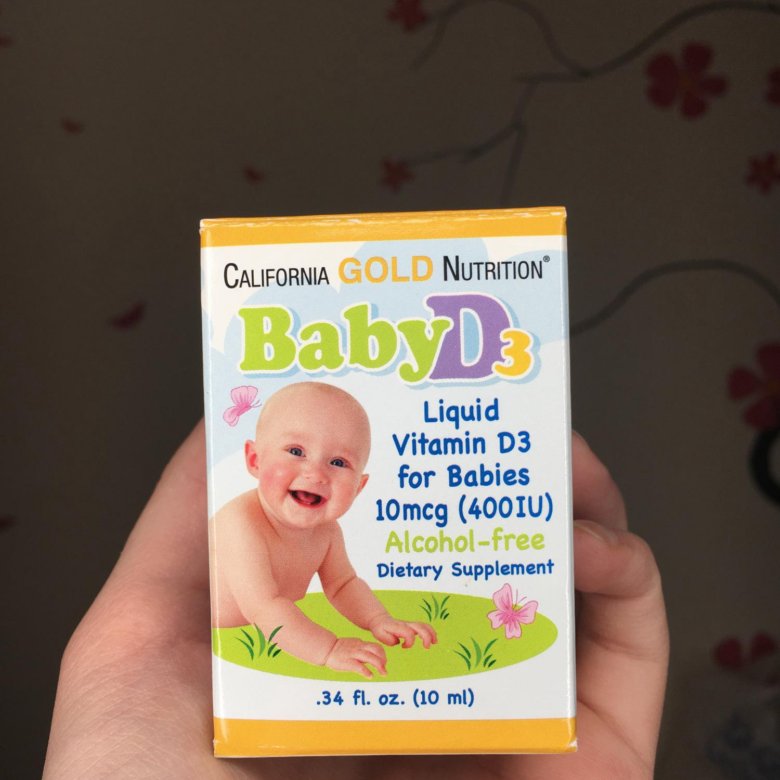 CALIFORNIA GOLD NUTRITION®
BabyD3
Liquid
Vitamin D3
for Babies
10mcg (400IU)
Alcohol-free
Dietary Supplement
.34 fl. oz. (10 ml)